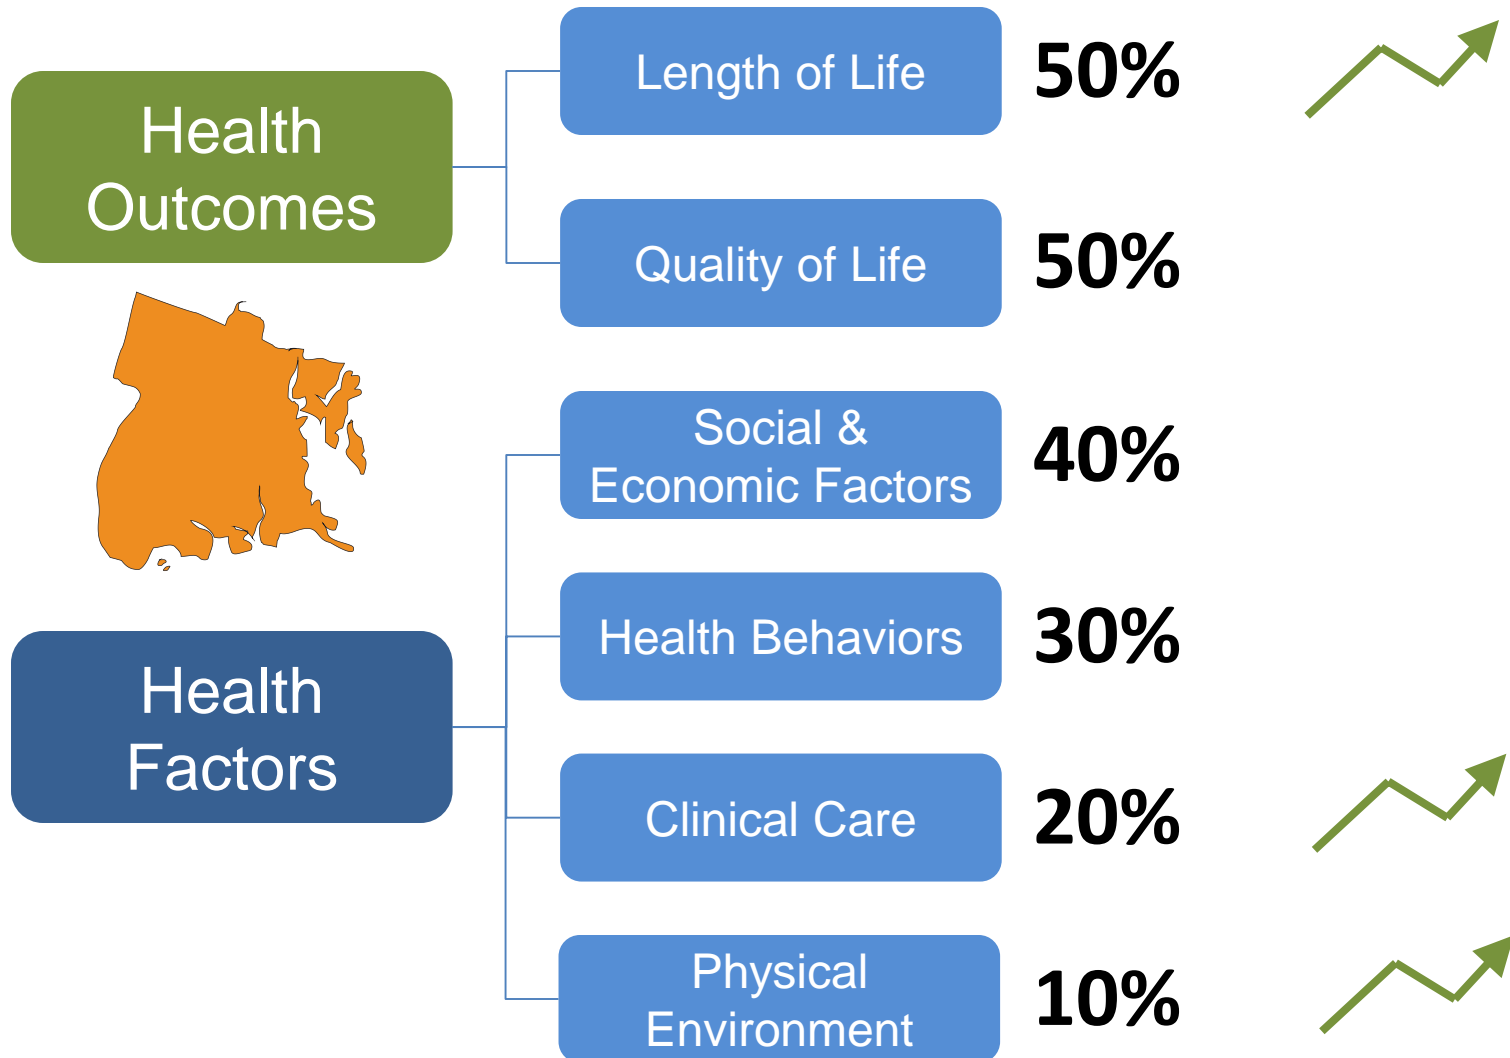 Health
Outcomes
Length of Life
50%
Quality of Life
50%
Health
Factors
Social &
Economic Factors
40%
Health Behaviors
30%
Clinical Care
20%
Physical
Environment
10%